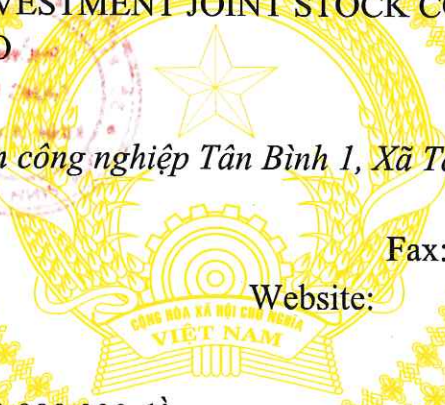 VESTMENT JOINT STOCK CO
công nghiệp Tân Bình 1, Xã T
Fax:
Website:
CỘNG HÒA XÃ HỘI CHỦ NGHĨA
VIỆT NAM